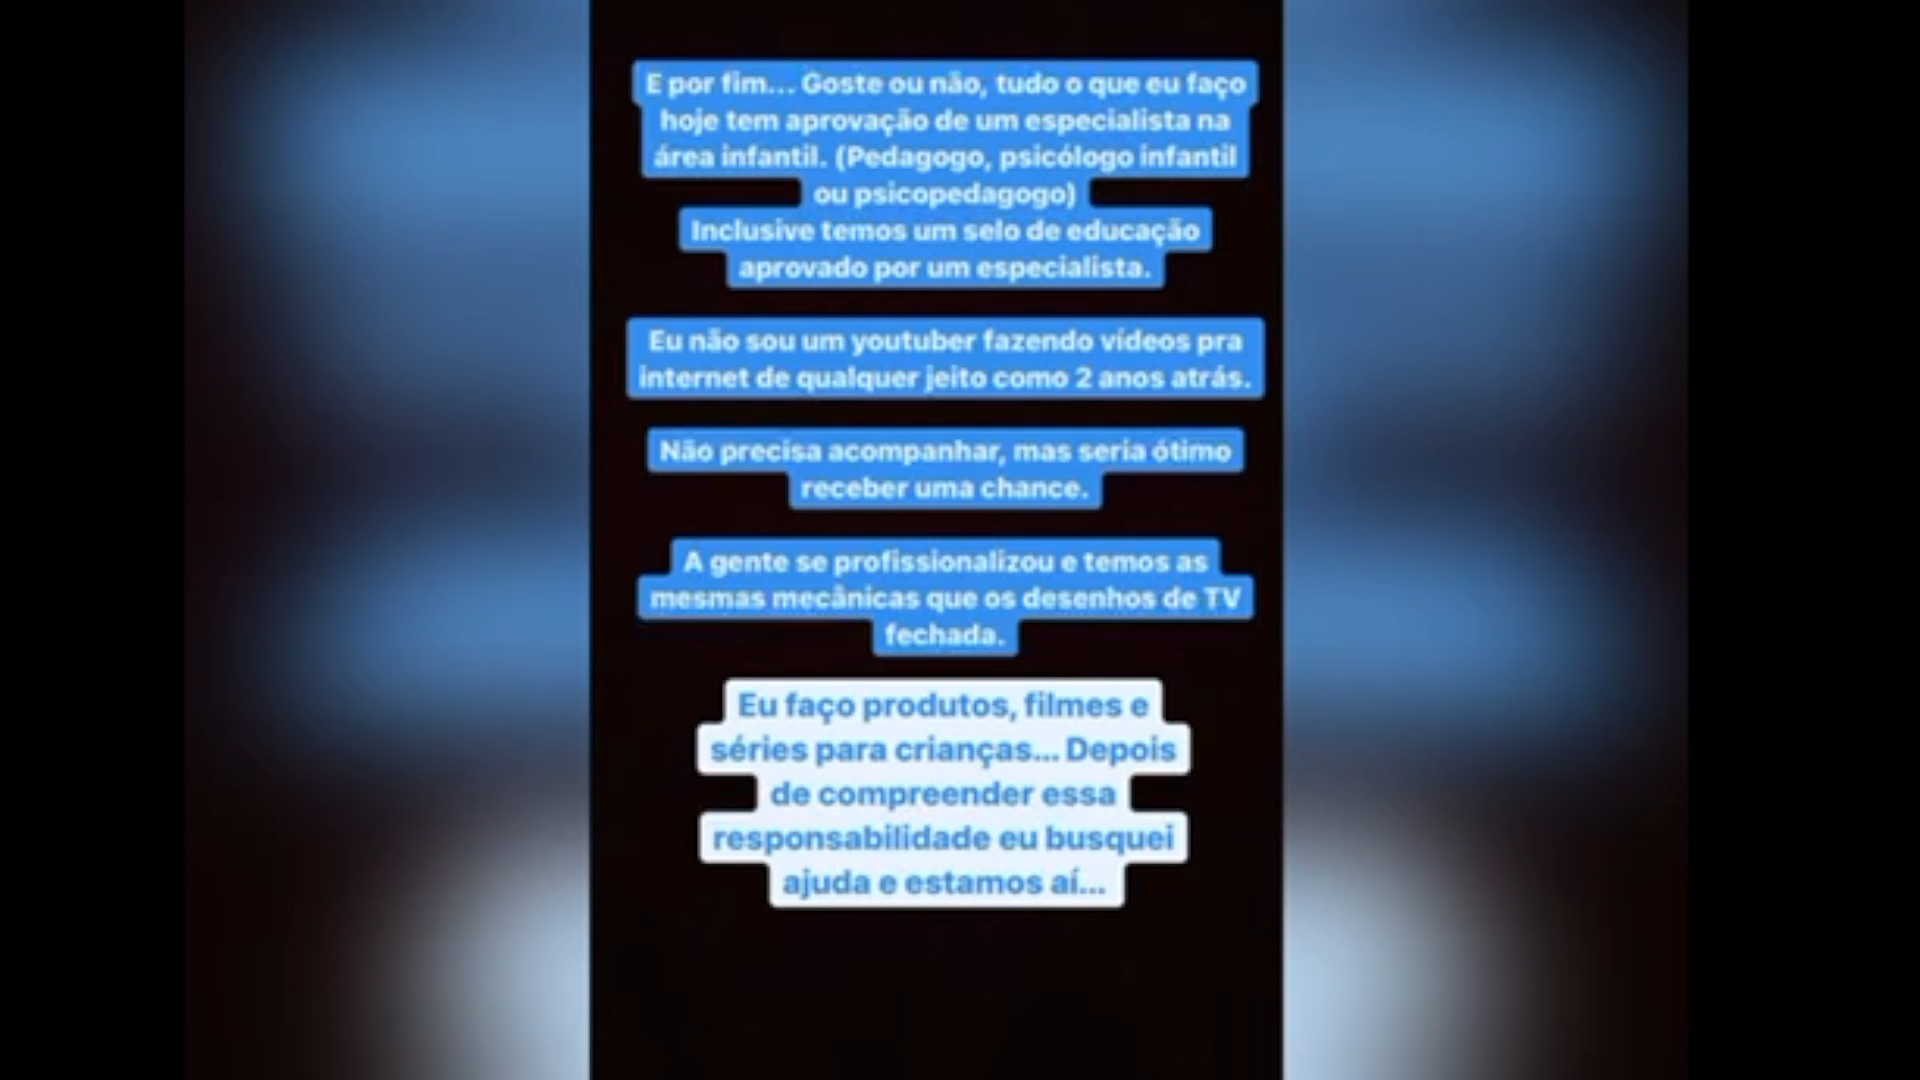 E por fim... Goste ou não, tudo o que eu faço
hoje tem aprovação de um especialista na
área infantil. (Pedagogo, psicólogo infantil
ou psicopedagogo)
Inclusive temos um selo de educação
aprovado por um especialista.
Eu não sou um youtuber fazendo vídeos pra
internet de qualquer jeito como 2 anos atrás.
Não precisa acompanhar, mas seria ótimo
receber uma chance.
A gente se profissionalizou e temos as
mesmas mecânicas que os desenhos de TV
fechada.
Eu faço produtos, filmes e
séries para crianças... Depois
de compreender essa
responsabilidade eu busquei
ajuda e estamos aí...